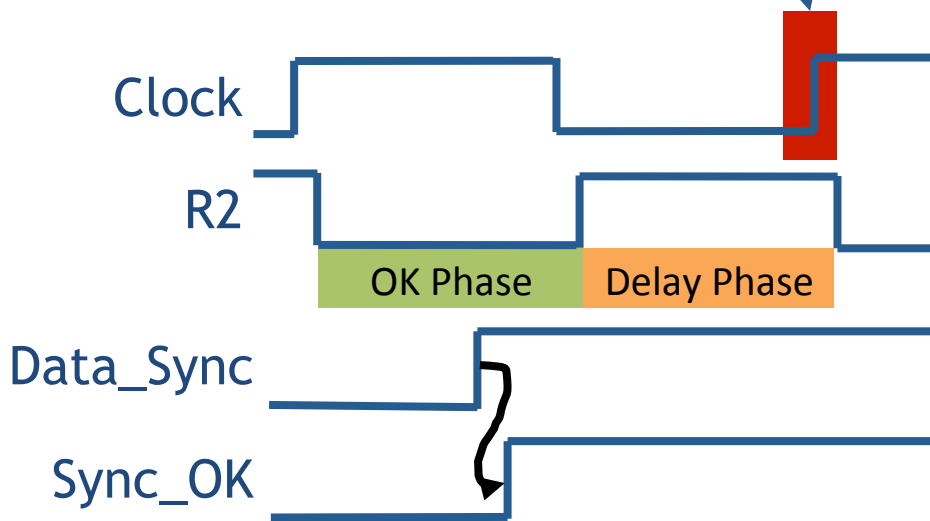 Clock
R2
OK Phase Delay Phase
Data_Sync
Sync_OK